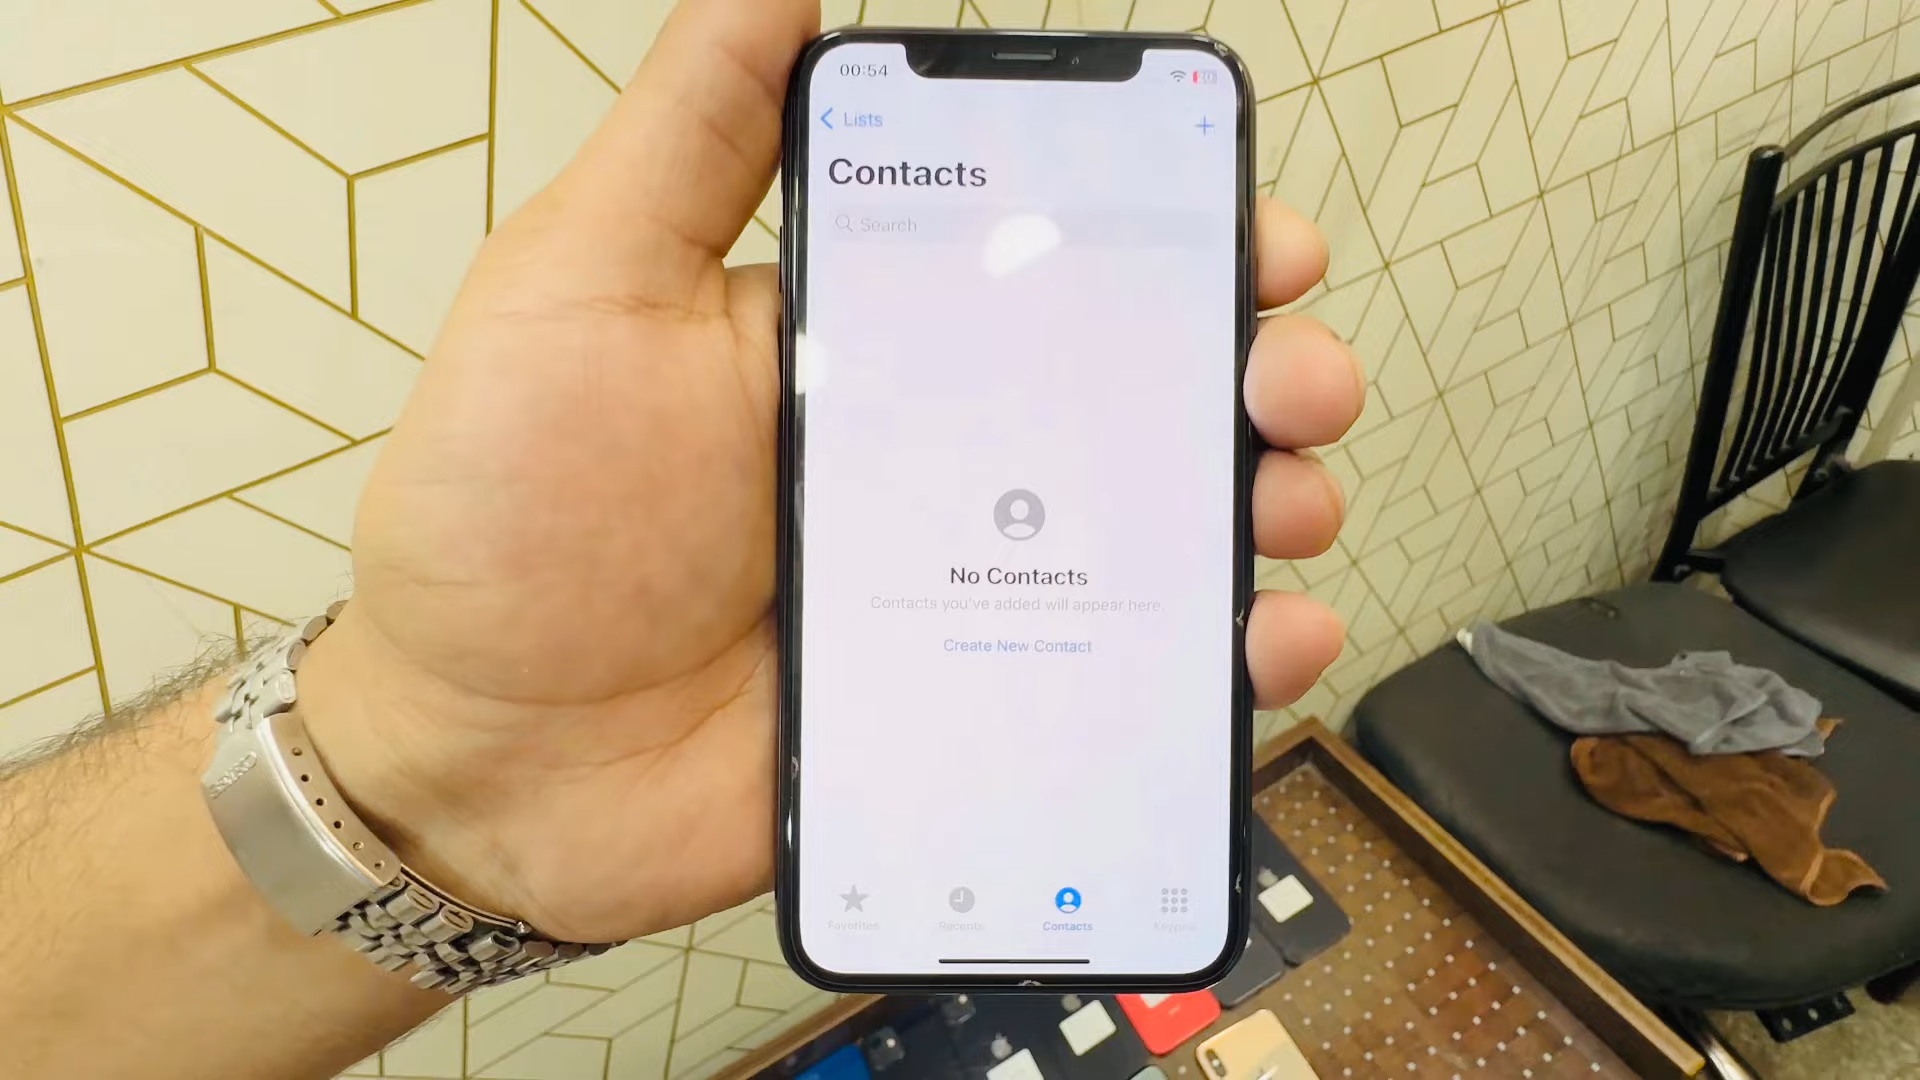 00:54
Lists
Contacts
Search
No Contacts
Contacts you've added will appear here.
Create New Contact
Favorites
Recents
Contacts
Keypad